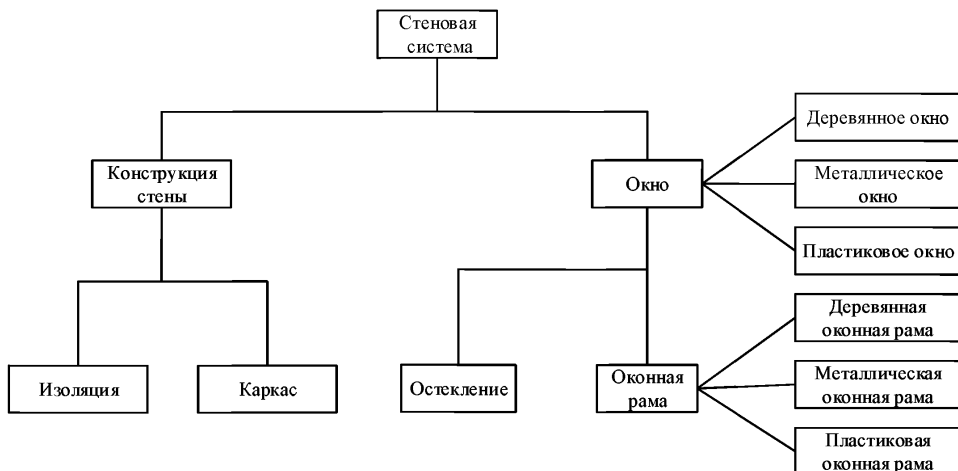 Стеновая
система
Деревянное окно
Конструкция
стены
Окно
Металлическое
окно
Пластиковое окно
Деревянная
оконная рама
Изоляция
Каркас
Остекление
Оконная
рама
Металлическая
оконная рама
Пластиковая
оконная рама